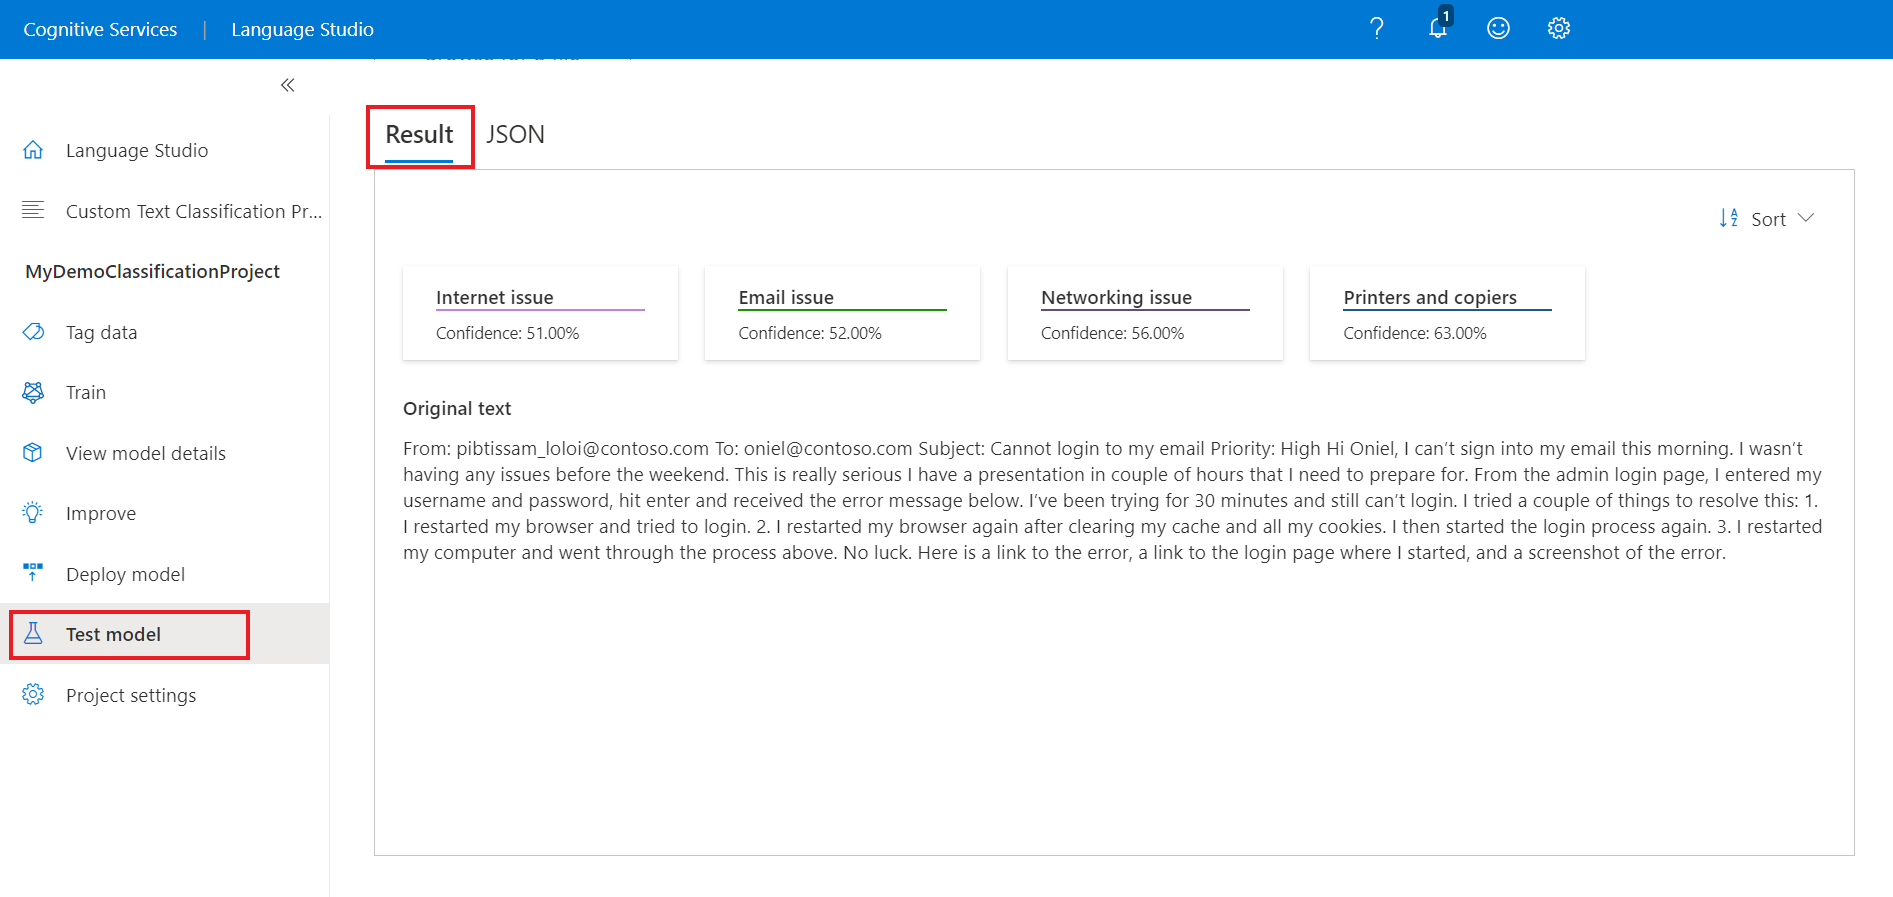 Cognitive Services | Language Studio
1
Result JSON
Language Studio
Custom Text Classification Pr...
MyDemoClassificationProject
Tag data
Train
View model details
Improve
Deploy model
Test model
Project settings
Sort
Internet issue
Confidence: 51.00%
Email issue
Confidence: 52.00%
Networking issue
Confidence: 56.00%
Printers and copiers
Confidence: 63.00%
Original text
From: pibtissam_loloi@contoso.com To: oniel@contoso.com Subject: Cannot login to my email Priority: High Hi Oniel, I can’t sign into my email this morning. I wasn’t
having any issues before the weekend. This is really serious I have a presentation in couple of hours that I need to prepare for. From the admin login page, I entered my
username and password, hit enter and received the error message below. I’ve been trying for 30 minutes and still can’t login. I tried a couple of things to resolve this: 1.
I restarted my browser and tried to login. 2. I restarted my browser again after clearing my cache and all my cookies. I then started the login process again. 3. I restarted
my computer and went through the process above. No luck. Here is a link to the error, a link to the login page where I started, and a screenshot of the error.